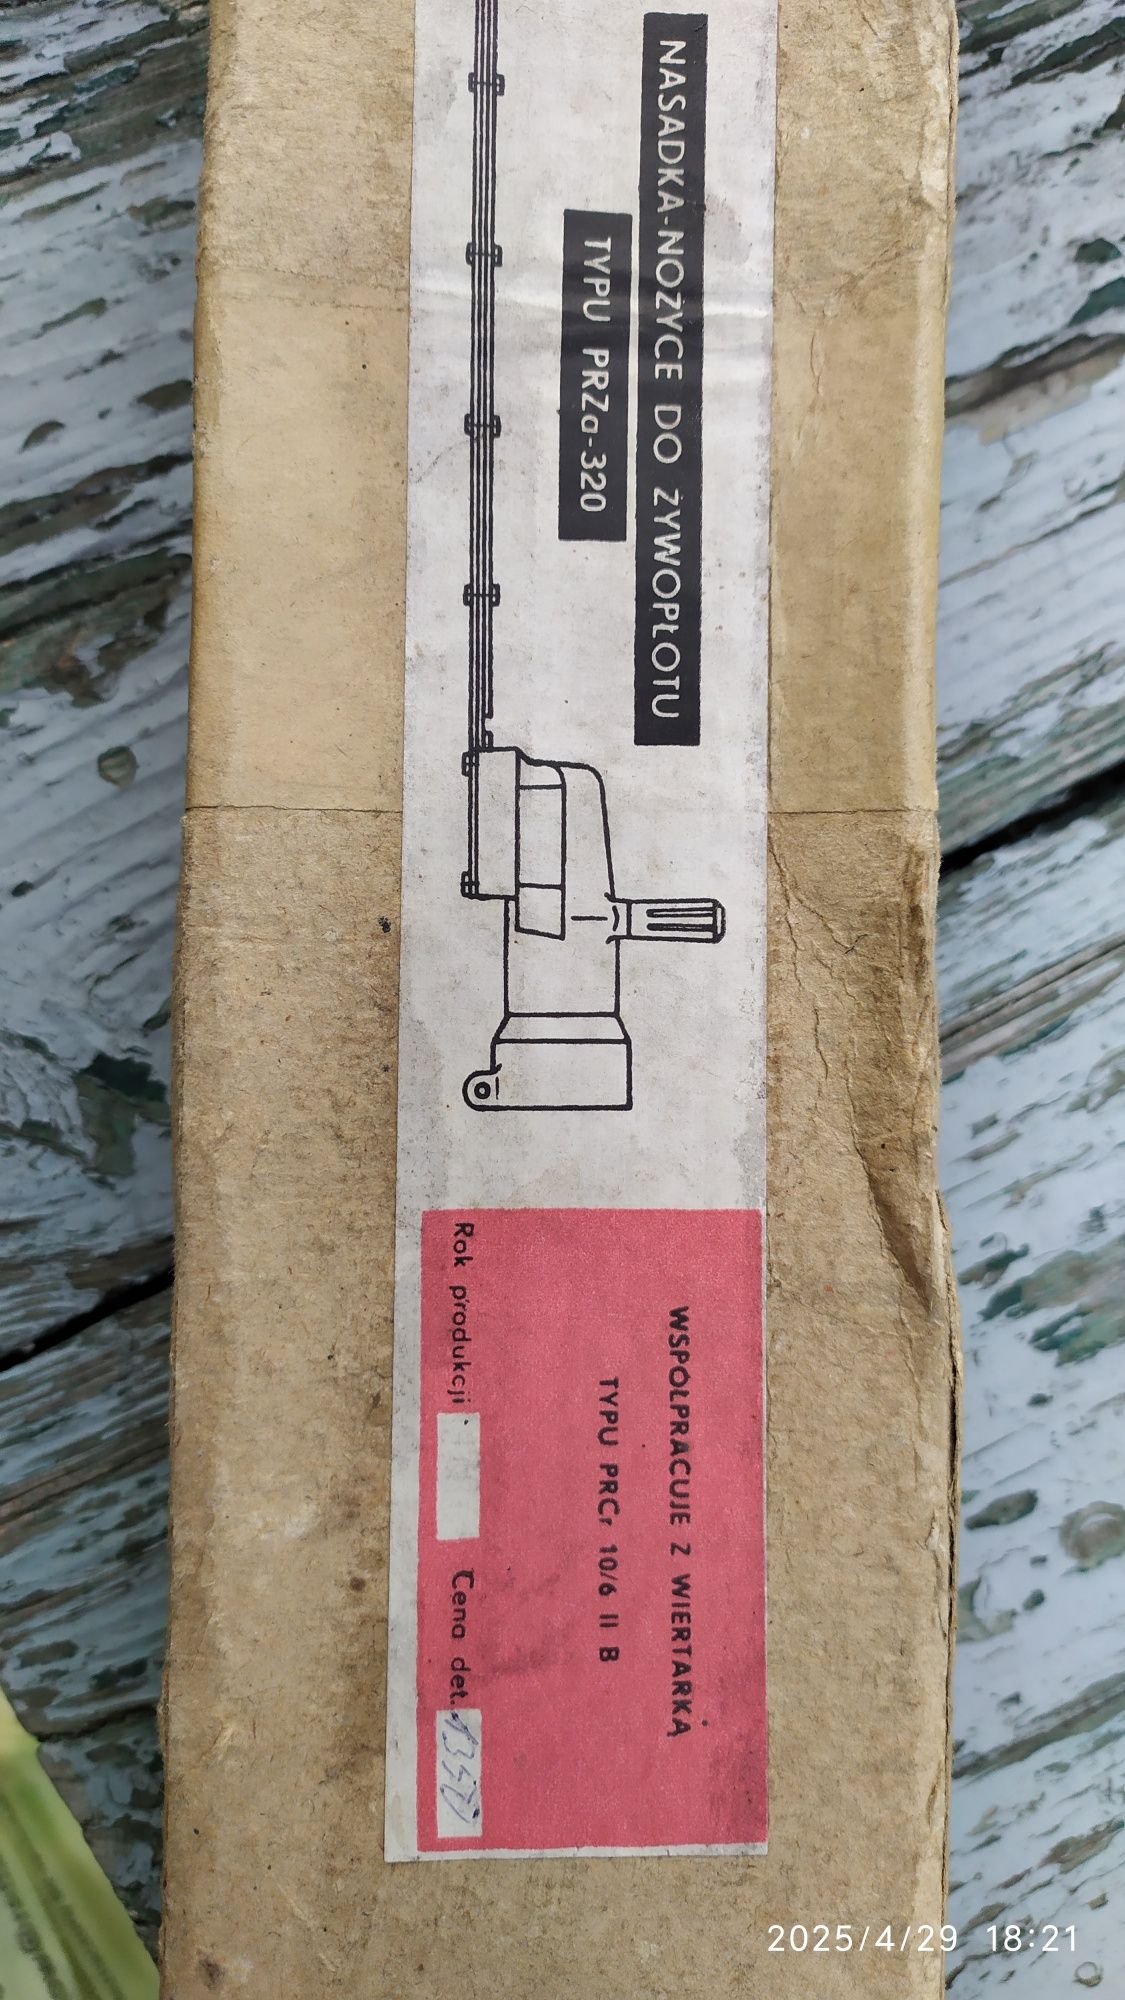 NASADKA-NOŻYCE DO ŻYWOPŁOTU
TYPU PRZa-320
WSPÓŁPRACUJE Z WIERTARKĄ
TYPU PRCr 10/6 II B
Rok produkcji
Cena det.
2025/4/29 18:21